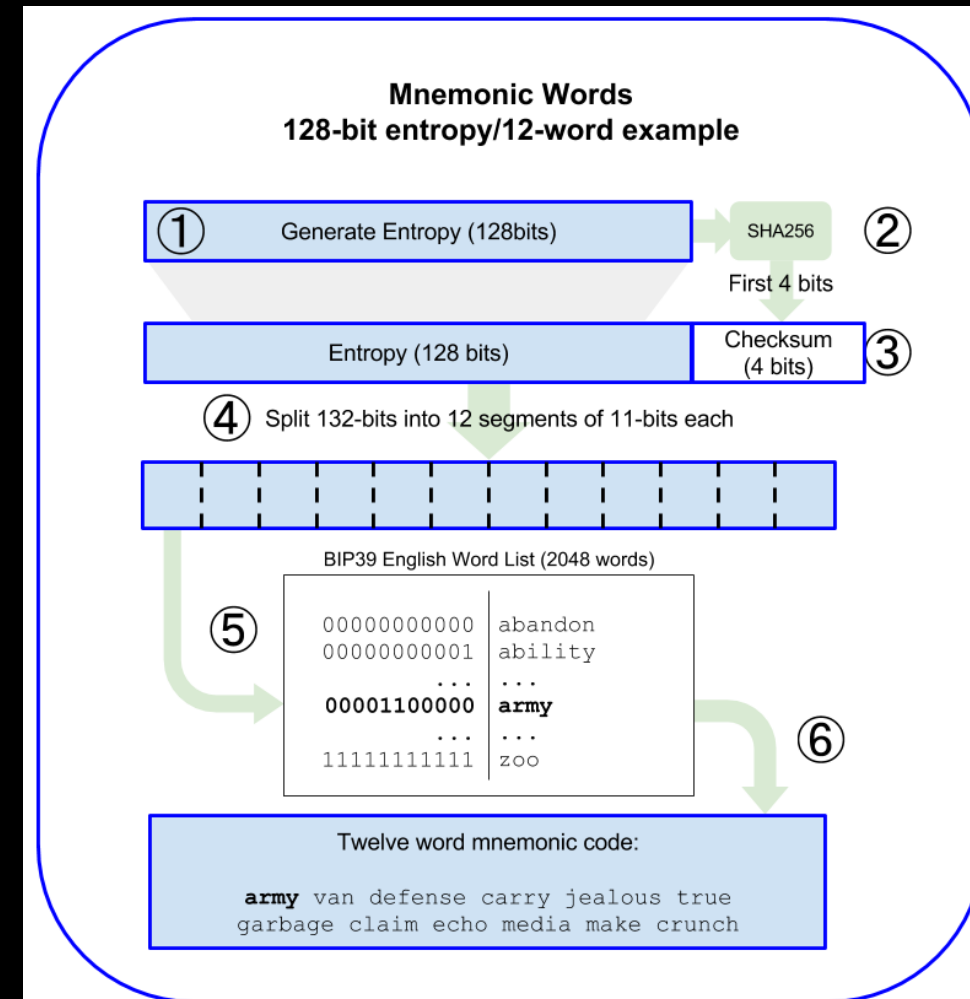 Mnemonic Words
128-bit entropy/12-word example
① Generate Entropy (128bits) SHA256 ②
First 4 bits
Entropy (128 bits) Checksum (4 bits) ③
④ Split 132-bits into 12 segments of 11-bits each
BIP39 English Word List (2048 words)
⑤
00000000000 abandon
00000000001 ability
... ...
00001100000 army
... ...
11111111111 zoo
⑥
Twelve word mnemonic code:
army van defense carry jealous true
garbage claim echo media make crunch